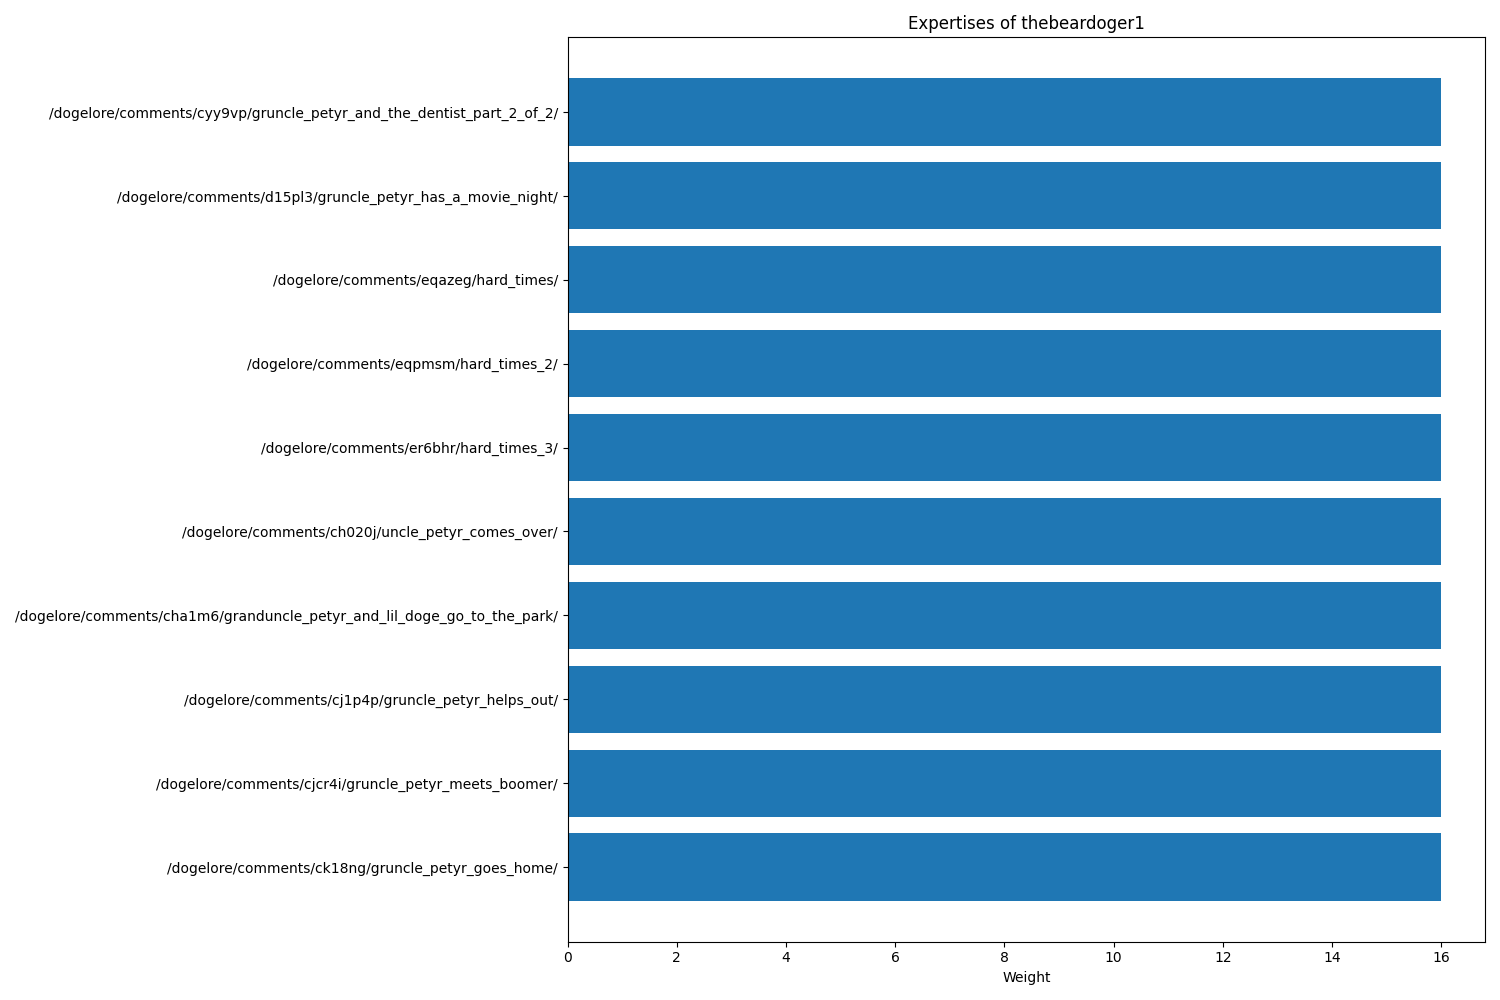 Expertises of thebeardoger1
/dogelore/comments/cyy9vp/gruncle_petyr_and_the_dentist_part_2_of_2/
/dogelore/comments/d15pl3/gruncle_petyr_has_a_movie_night/
/dogelore/comments/eqazeg/hard_times/
/dogelore/comments/eqpmsm/hard_times_2/
/dogelore/comments/er6bhr/hard_times_3/
/dogelore/comments/ch020j/uncle_petyr_comes_over/
/dogelore/comments/cha1m6/granduncle_petyr_and_lil_doge_go_to_the_park/
/dogelore/comments/cj1p4p/gruncle_petyr_helps_out/
/dogelore/comments/cjcr4i/gruncle_petyr_meets_boomer/
/dogelore/comments/ck18ng/gruncle_petyr_goes_home/
0 2 4 6 8 10 12 14 16
Weight